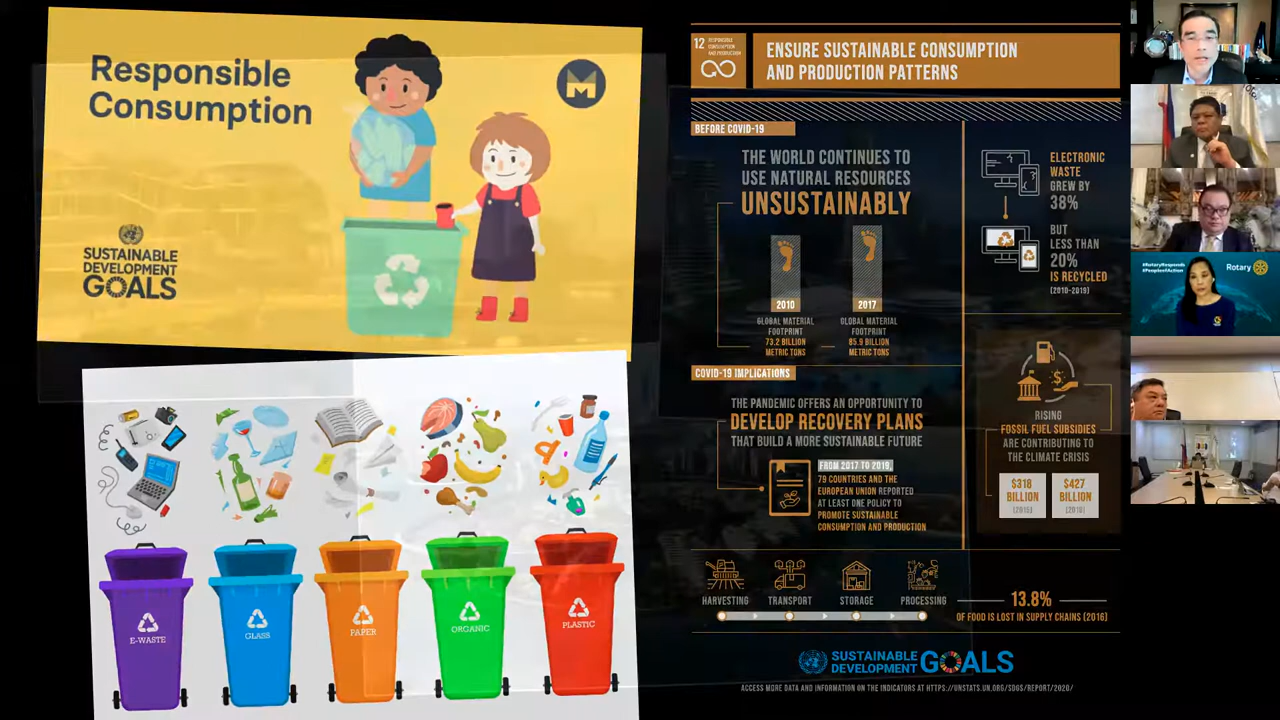 Responsible
Consumption
M
SUSTAINABLE
DEVELOPMENT
GOALS
E-WASTE
GLASS
PAPER
ORGANIC
PLASTIC
12 RESPONSIBLE
CONSUMPTION
AND PRODUCTION
ENSURE SUSTAINABLE CONSUMPTION
AND PRODUCTION PATTERNS
BEFORE COVID-19
THE WORLD CONTINUES TO
USE NATURAL RESOURCES
UNSUSTAINABLY
2010
2017
GLOBAL MATERIAL
FOOTPRINT
73.2 BILLION
METRIC TONS
GLOBAL MATERIAL
FOOTPRINT
85.9 BILLION
METRIC TONS
ELECTRONIC
WASTE
GREW BY
38%
BUT
LESS THAN
20%
IS RECYCLED
(2010-2019)
COVID-19 IMPLICATIONS
THE PANDEMIC OFFERS AN OPPORTUNITY TO
DEVELOP RECOVERY PLANS
THAT BUILD A MORE SUSTAINABLE FUTURE
FROM 2017 TO 2019,
79 COUNTRIES AND THE
EUROPEAN UNION REPORTED
AT LEAST ONE POLICY TO
PROMOTE SUSTAINABLE
CONSUMPTION AND PRODUCTION
RISING
FOSSIL FUEL SUBSIDIES
ARE CONTRIBUTING TO
THE CLIMATE CRISIS
$318
BILLION
(2015)
$427
BILLION
(2018)
HARVESTING
TRANSPORT
STORAGE
PROCESSING
13.8%
OF FOOD IS LOST IN SUPPLY CHAINS (2016)
SUSTAINABLE
DEVELOPMENT
GOALS
ACCESS MORE DATA AND INFORMATION ON THE INDICATORS AT HTTPS://UNSTATS.UN.ORG/SDGS/REPORT/2020/
#RotaryResponds
#PeopleofAction
Rotary